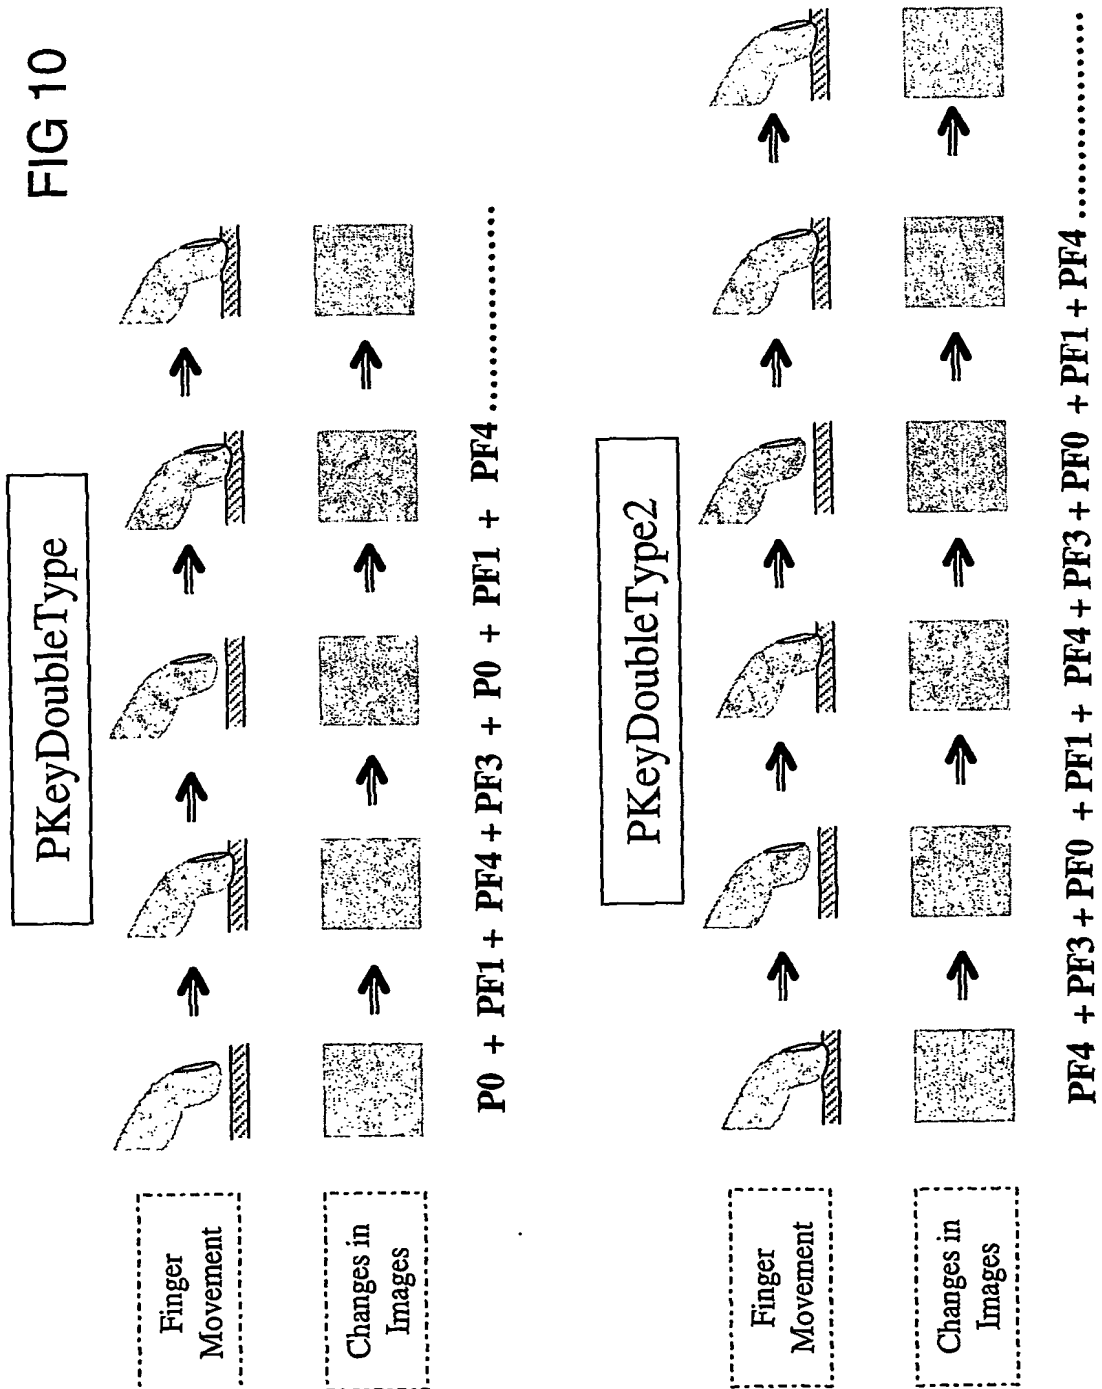 FIG 10
PKeyDoubleType
Finger
Movement
Changes in
Images
P0 + PF1 + PF4 + PF3 + P0 + PF1 + PF4...............
PKeyDoubleType2
Finger
Movement
Changes in
Images
PF4 + PF3 + PF0 + PF1 + PF4 + PF3 + PF0 + PF1 + PF4...............